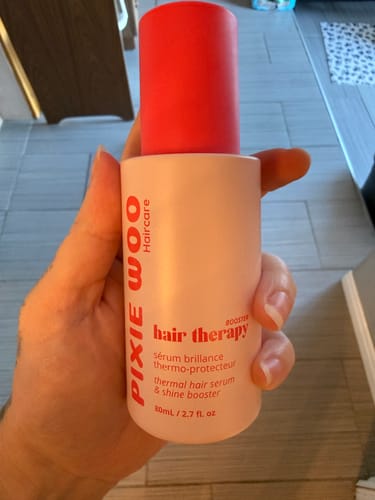 PIXIE WOO
Haircare
BOOSTER
hair therapy
sérum brillance
thermo-protecteur
thermal hair serum
& shine booster
80mL / 2.7 fl. oz